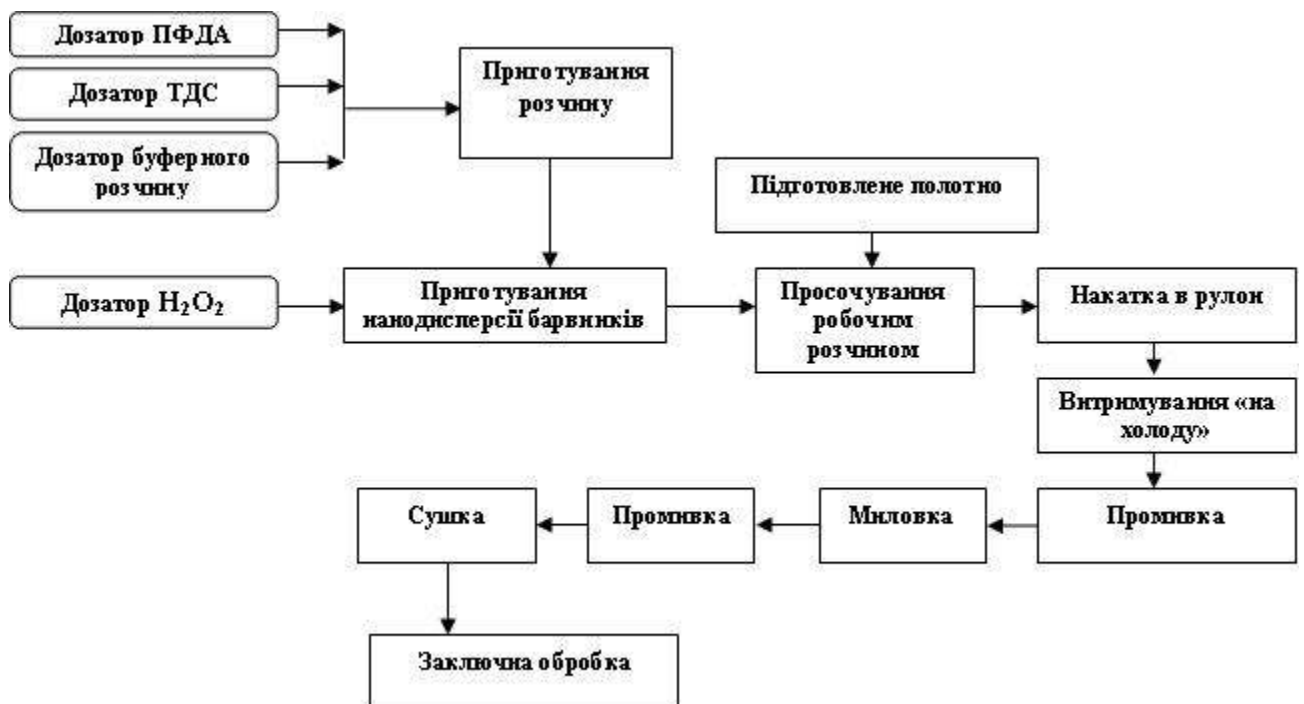 Дозатор ПФДА
Дозатор ТДС
Дозатор буферного
розчину
Приготування
розчину
Підготовлене полотно
Дозатор H₂O₂
Приготування
нанодисперсії барвників
Просочування
робочим
розчином
Накатка в рулон
Витримування «на
холоду»
Сушка
Промивка
Миловка
Промивка
Заключна обробка